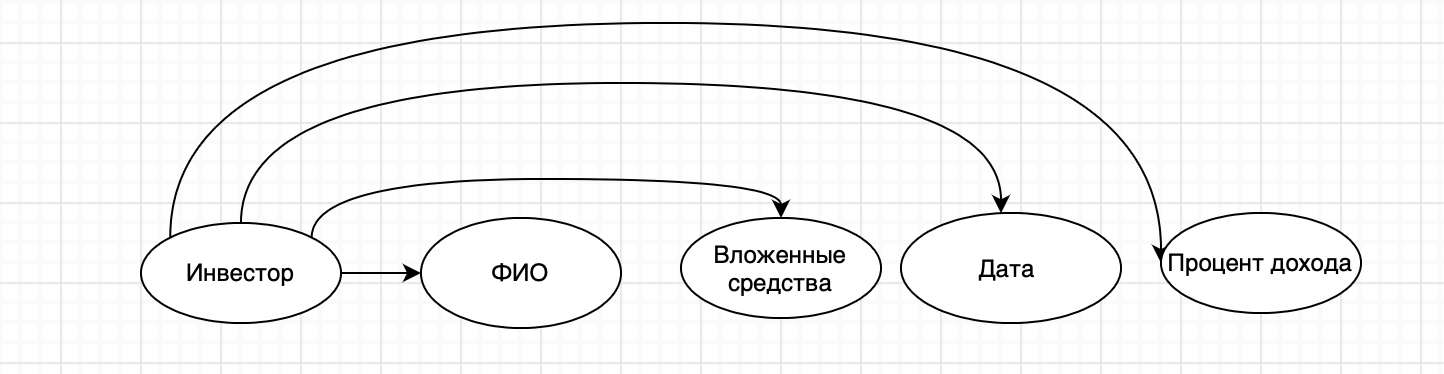 Инвестор
ФИО
Вложенные
средства
Дата
Процент дохода